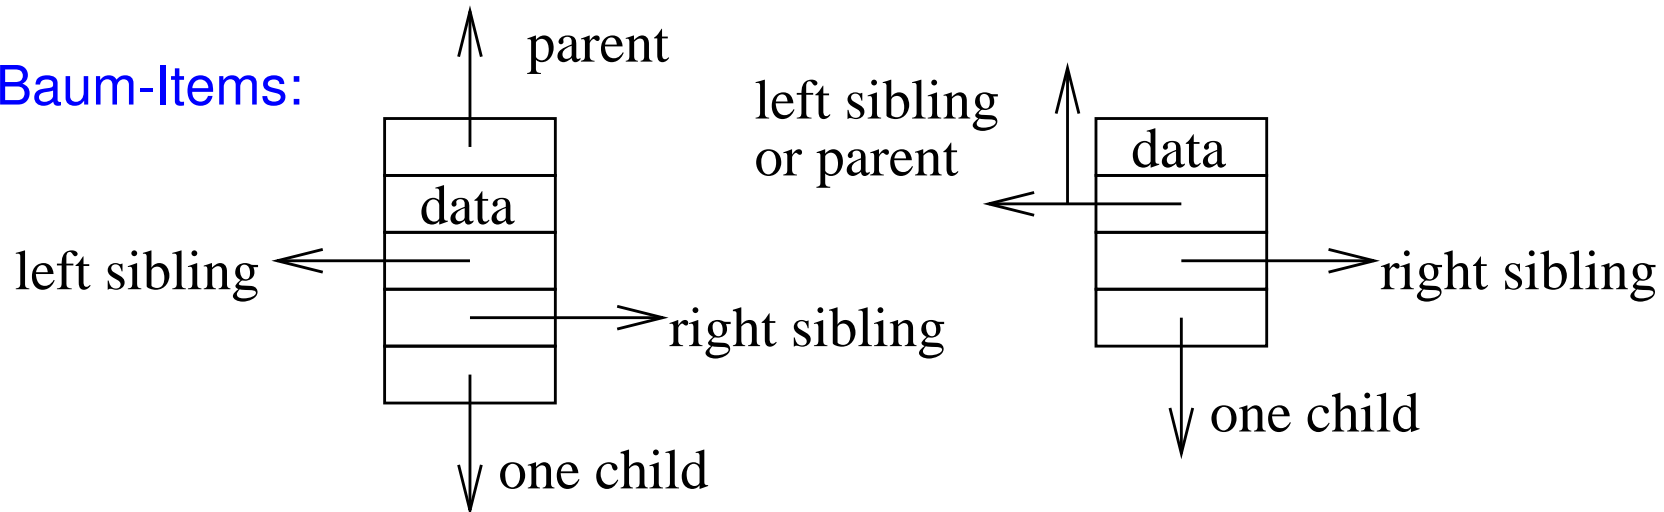 Baum-Items:
parent
data
left sibling
right sibling
one child
left sibling
or parent
data
right sibling
one child